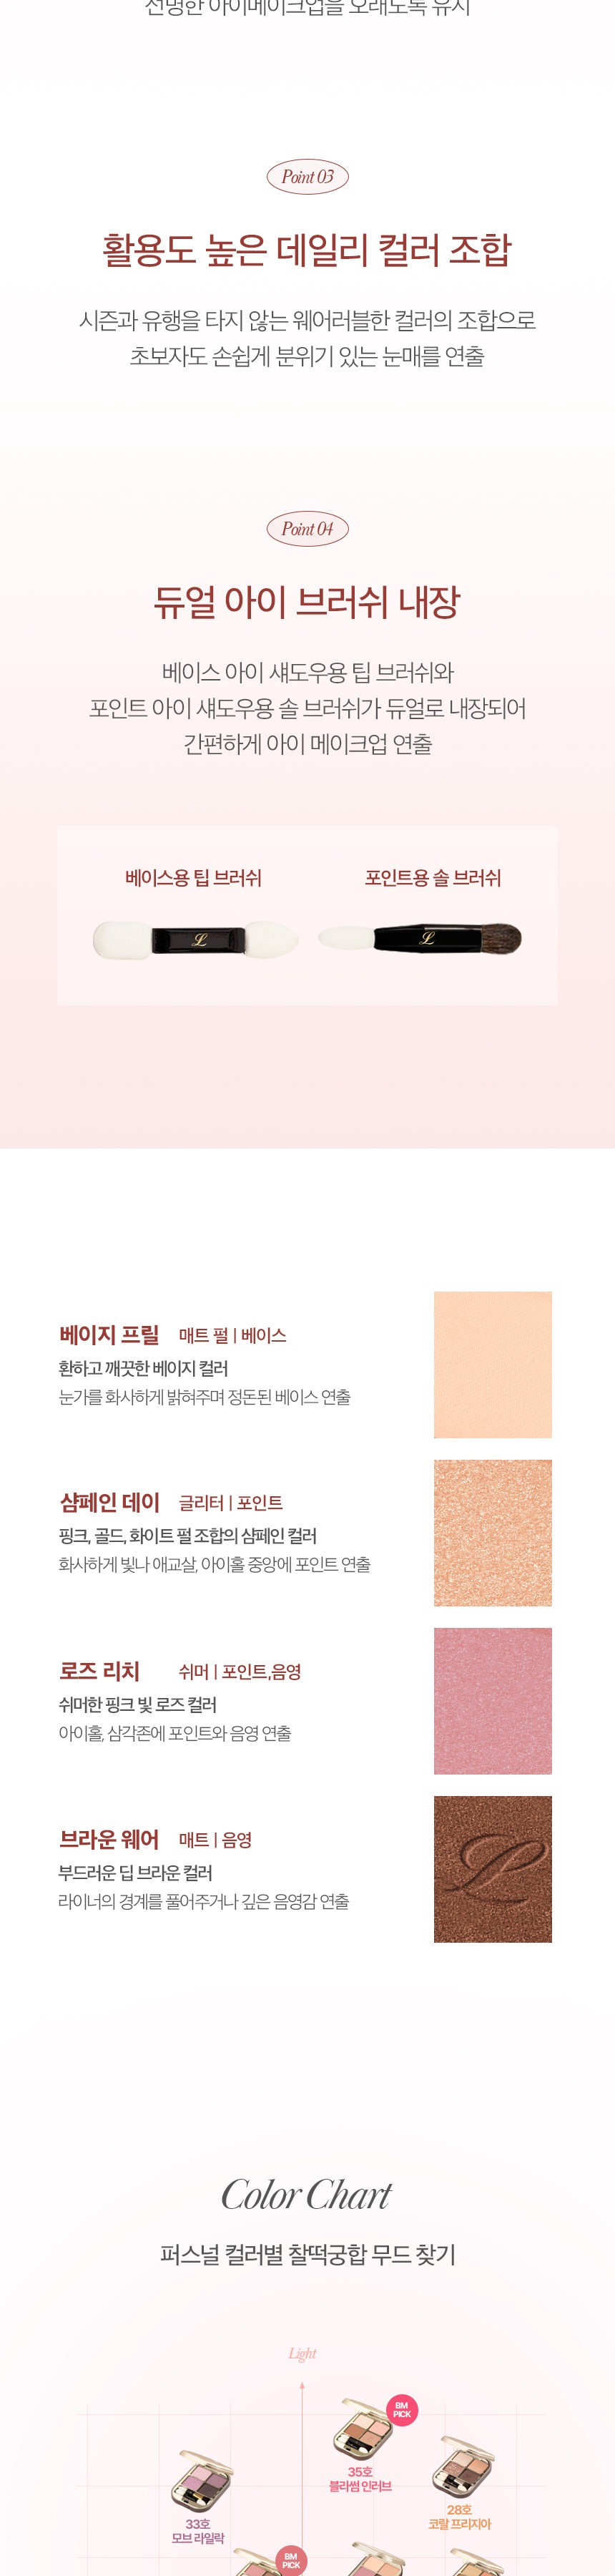 선명한 아이메이크업을 오래도록 유지
Point 03
활용도 높은 데일리 컬러 조합
시즌과 유행을 타지 않는 웨어러블한 컬러의 조합으로
초보자도 손쉽게 분위기 있는 눈매를 연출
Point 04
듀얼 아이 브러쉬 내장
베이스 아이 섀도우용 팁 브러쉬와
포인트 아이 섀도우용 솔 브러쉬가 듀얼로 내장되어
간편하게 아이 메이크업 연출
베이스용 팁 브러쉬
포인트용 솔 브러쉬
L
L
베이지 프릴 매트 펄 | 베이스
환하고 깨끗한 베이지 컬러
눈가를 화사하게 밝혀주며 정돈된 베이스 연출
샴페인 데이 글리터 | 포인트
핑크, 골드, 화이트 펄 조합의 샴페인 컬러
화사하게 빛나 애교살, 아이홀 중앙에 포인트 연출
로즈 리치 쉬머 | 포인트,음영
쉬머한 핑크 빛 로즈 컬러
아이홀, 삼각존에 포인트와 음영 연출
브라운 웨어 매트 | 음영
부드러운 딥 브라운 컬러
라이너의 경계를 풀어주거나 깊은 음영감 연출
L
Color Chart
퍼스널 컬러별 찰떡궁합 무드 찾기
Light
BM
PICK
35호
블라썸 인러브
28호
코랄 프리지아
33호
모브 라일락
BM
PICK